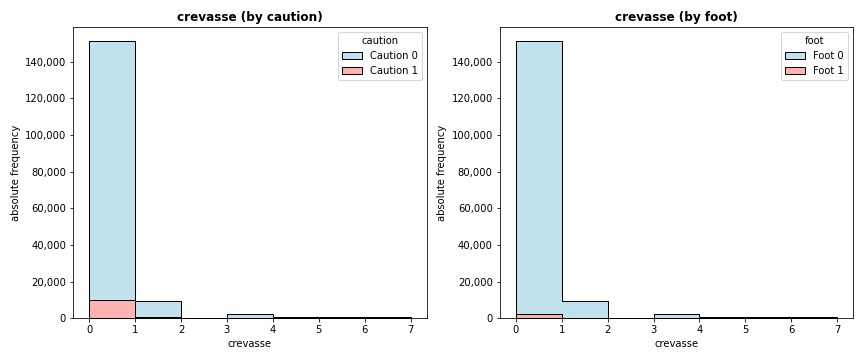 crevasse (by caution)
caution
Caution 0
Caution 1
absolute frequency
140,000
120,000
100,000
80,000
60,000
40,000
20,000
0
0 1 2 3 4 5 6 7
crevasse
crevasse (by foot)
foot
Foot 0
Foot 1
absolute frequency
140,000
120,000
100,000
80,000
60,000
40,000
20,000
0
0 1 2 3 4 5 6 7
crevasse